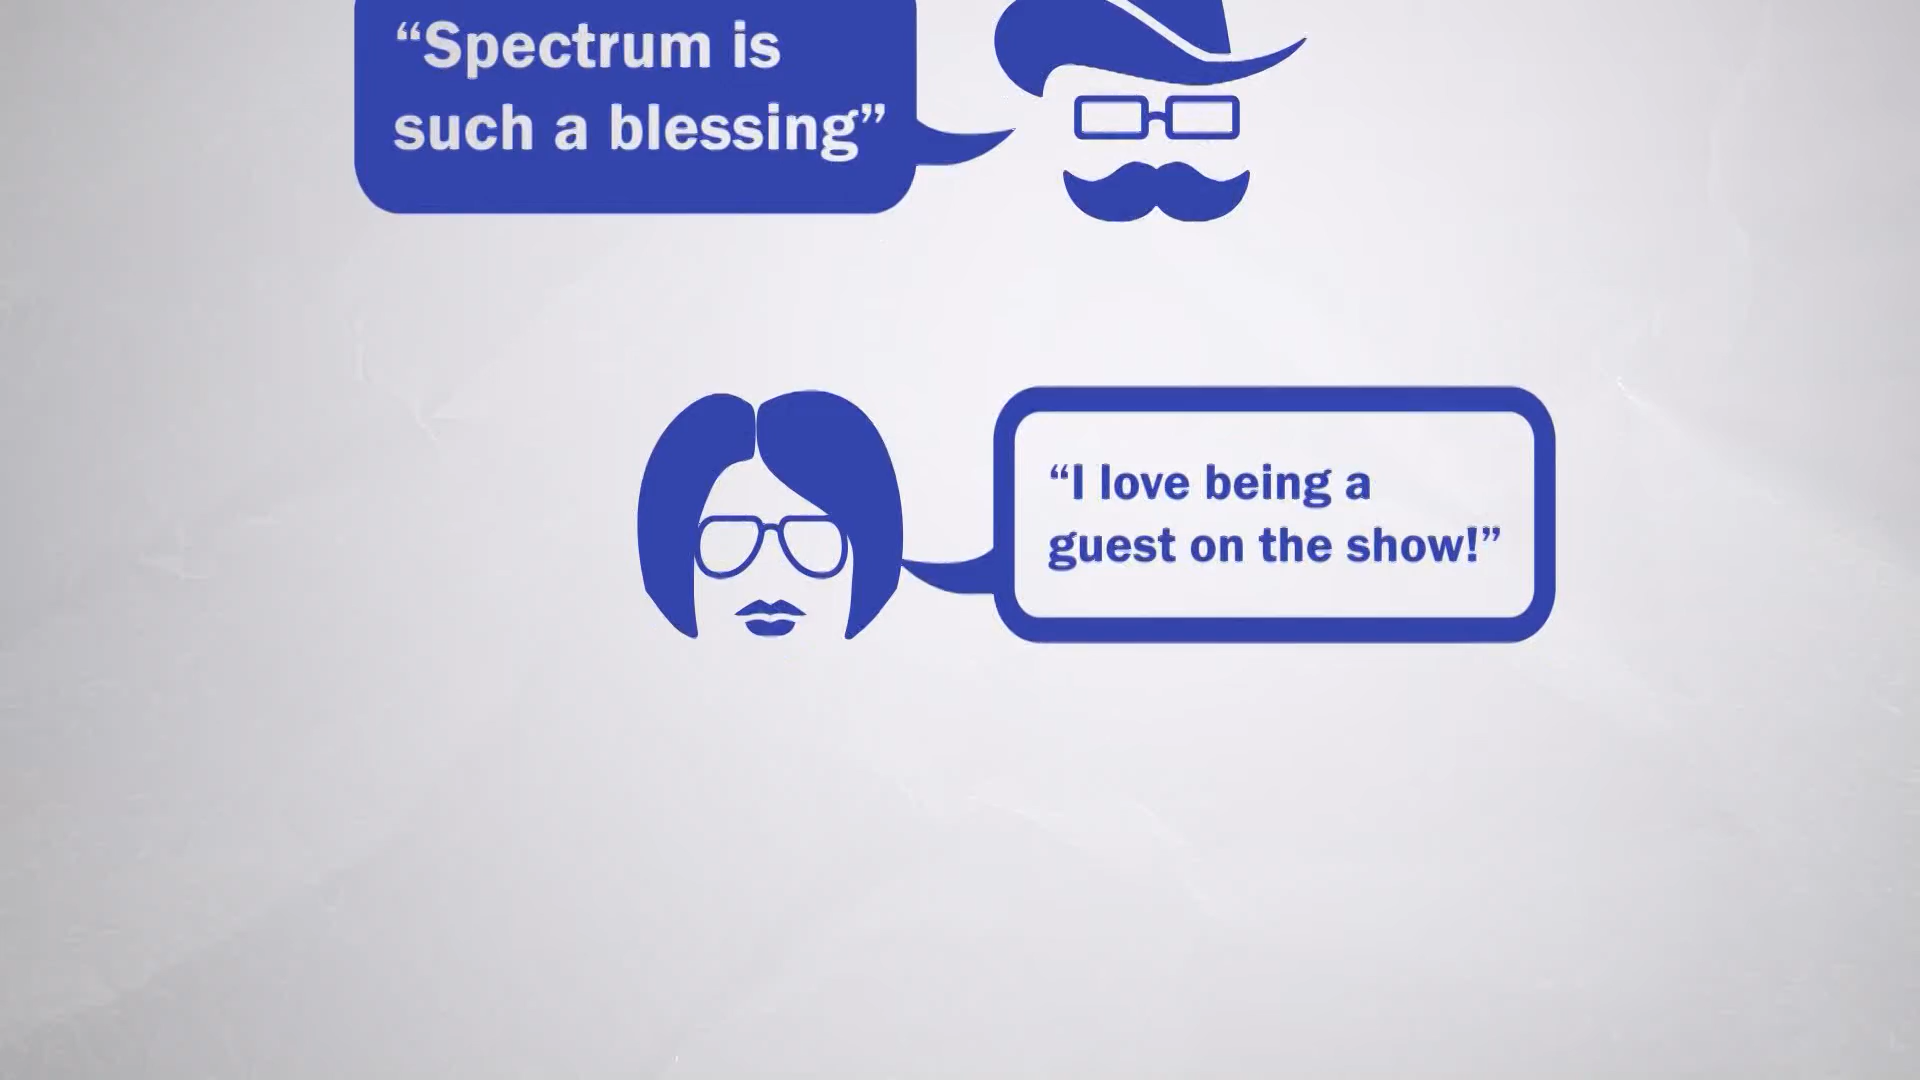 “Spectrum is
such a blessing”
“I love being a
guest on the show!”